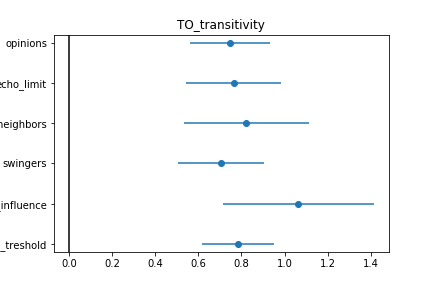 TO_transitivity
opinions
echo_limit
neighbors
swingers
_influence
_treshold
0.0 0.2 0.4 0.6 0.8 1.0 1.2 1.4